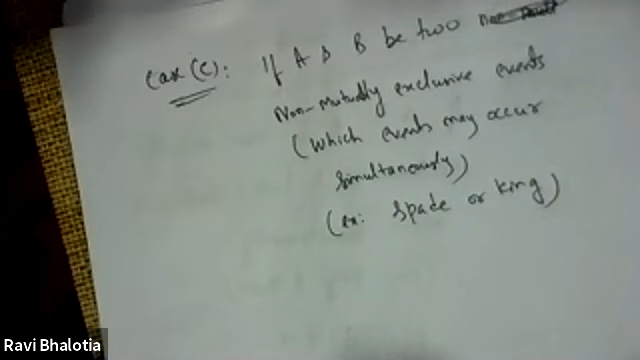 Case (C): If A & B be two
Non-mutually exclusive events
(which events may occur
simultaneously)
(ex: Spade or King)
Ravi Bhalotia